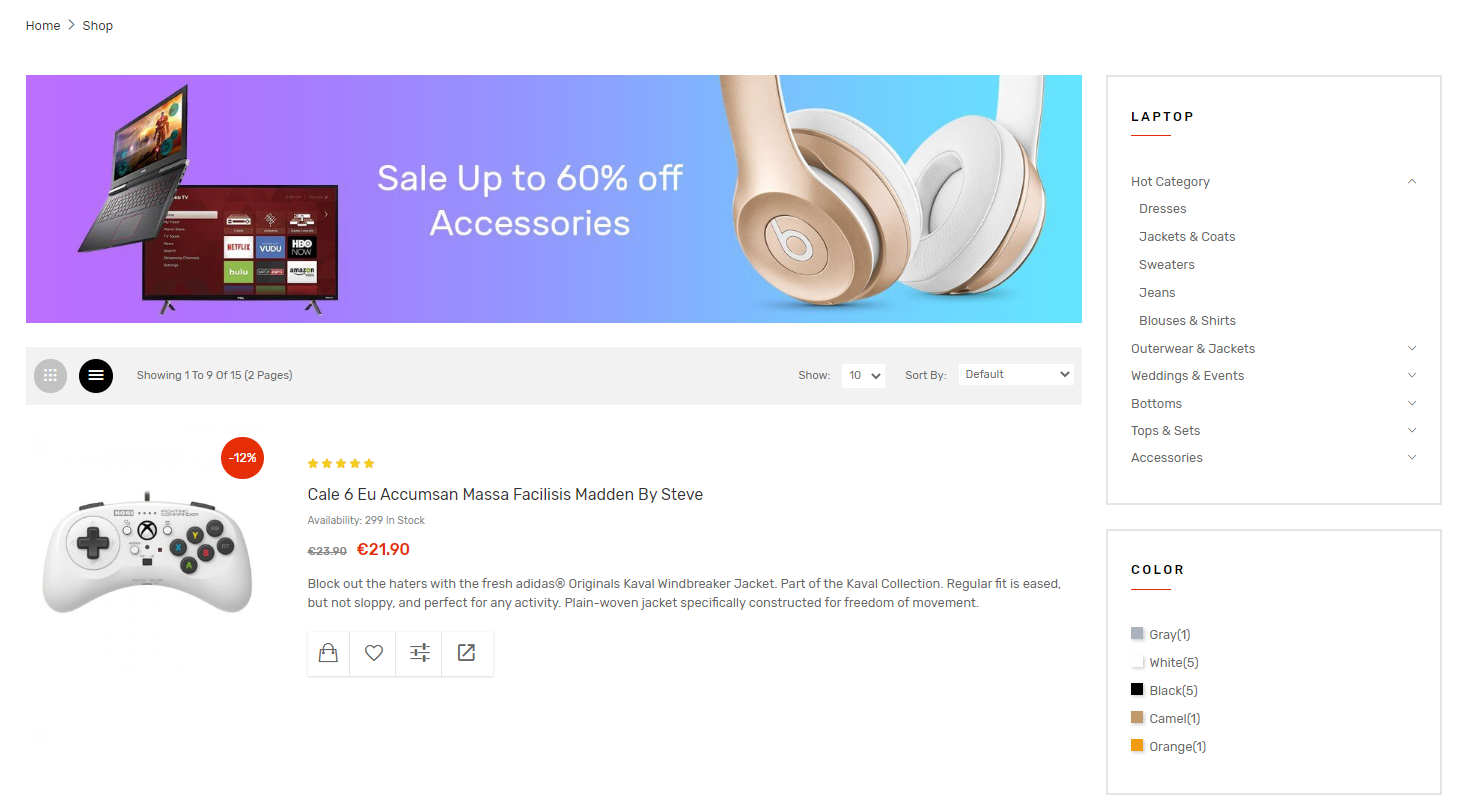 Home > Shop
Sale Up to 60% off
Accessories
NETFLIX
VUDU
HBO
NOW
hulu
amazon
TCL
Showing 1 To 9 Of 15 (2 Pages)
Show:
10
Sort By:
Default
-12%
Cale 6 Eu Accumsan Massa Facilisis Madden By Steve
Availability: 299 In Stock
€23.90
€21.90
Block out the haters with the fresh adidas® Originals Kaval Windbreaker Jacket. Part of the Kaval Collection. Regular fit is eased,
but not sloppy, and perfect for any activity. Plain-woven jacket specifically constructed for freedom of movement.
HORI
FIGHTING
COMMANDER
Y
X
B
A
LAPTOP
Hot Category
Dresses
Jackets & Coats
Sweaters
Jeans
Blouses & Shirts
Outerwear & Jackets
Weddings & Events
Bottoms
Tops & Sets
Accessories
COLOR
Gray(1)
White(5)
Black(5)
Camel(1)
Orange(1)